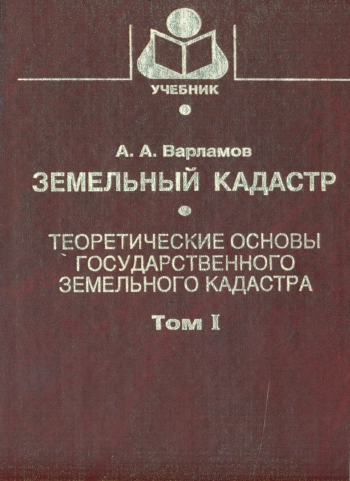 УЧЕБНИК
А. А. Варламов
ЗЕМЕЛЬНЫЙ КАДАСТР
ТЕОРЕТИЧЕСКИЕ ОСНОВЫ
ГОСУДАРСТВЕННОГО
ЗЕМЕЛЬНОГО КАДАСТРА
Том I